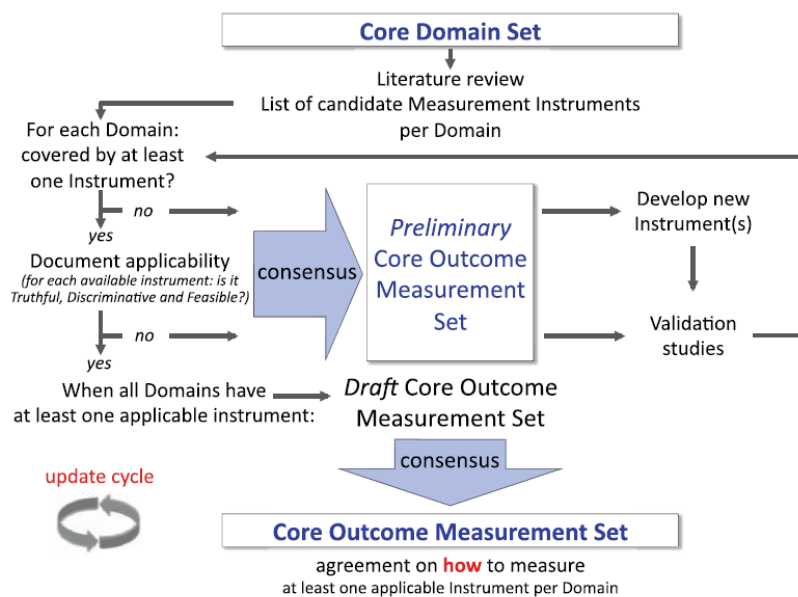 Core Domain Set
Literature review
List of candidate Measurement Instruments
per Domain
For each Domain:
covered by at least
one Instrument?
no
yes
Document applicability
(for each available instrument: is it
Truthful, Discriminative and Feasible?)
no
yes
When all Domains have
at least one applicable instrument:
consensus
Preliminary
Core Outcome
Measurement
Set
Develop new
Instrument(s)
Validation
studies
Draft Core Outcome
Measurement Set
consensus
update cycle
Core Outcome Measurement Set
agreement on how to measure
at least one applicable Instrument per Domain